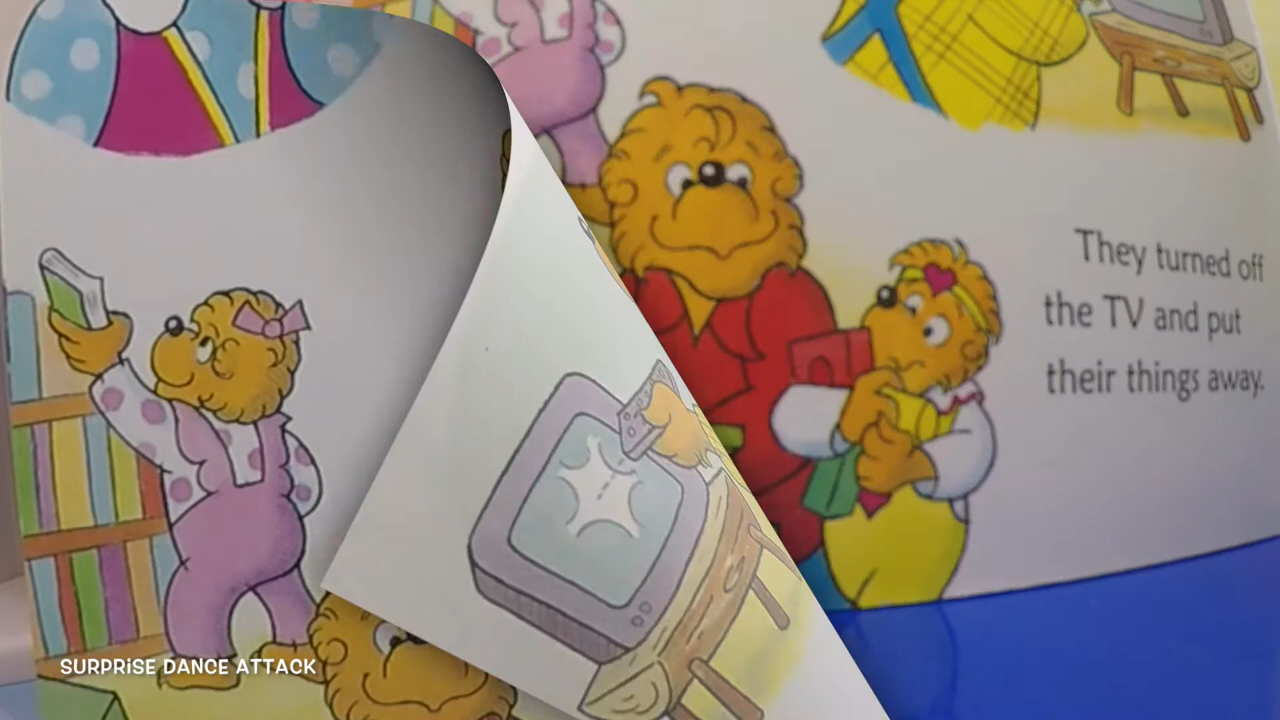 They turned off
the TV and put
their things away.
SURPRiSE DANCE ATTACK